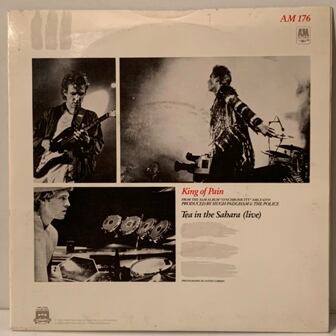 AM 176
A&M
King of Pain
FROM THE A&M ALBUM "SYNCHRONICITY"
PRODUCED BY HUGH PADGHAM & THE POLICE
Tea in the Sahara (live)